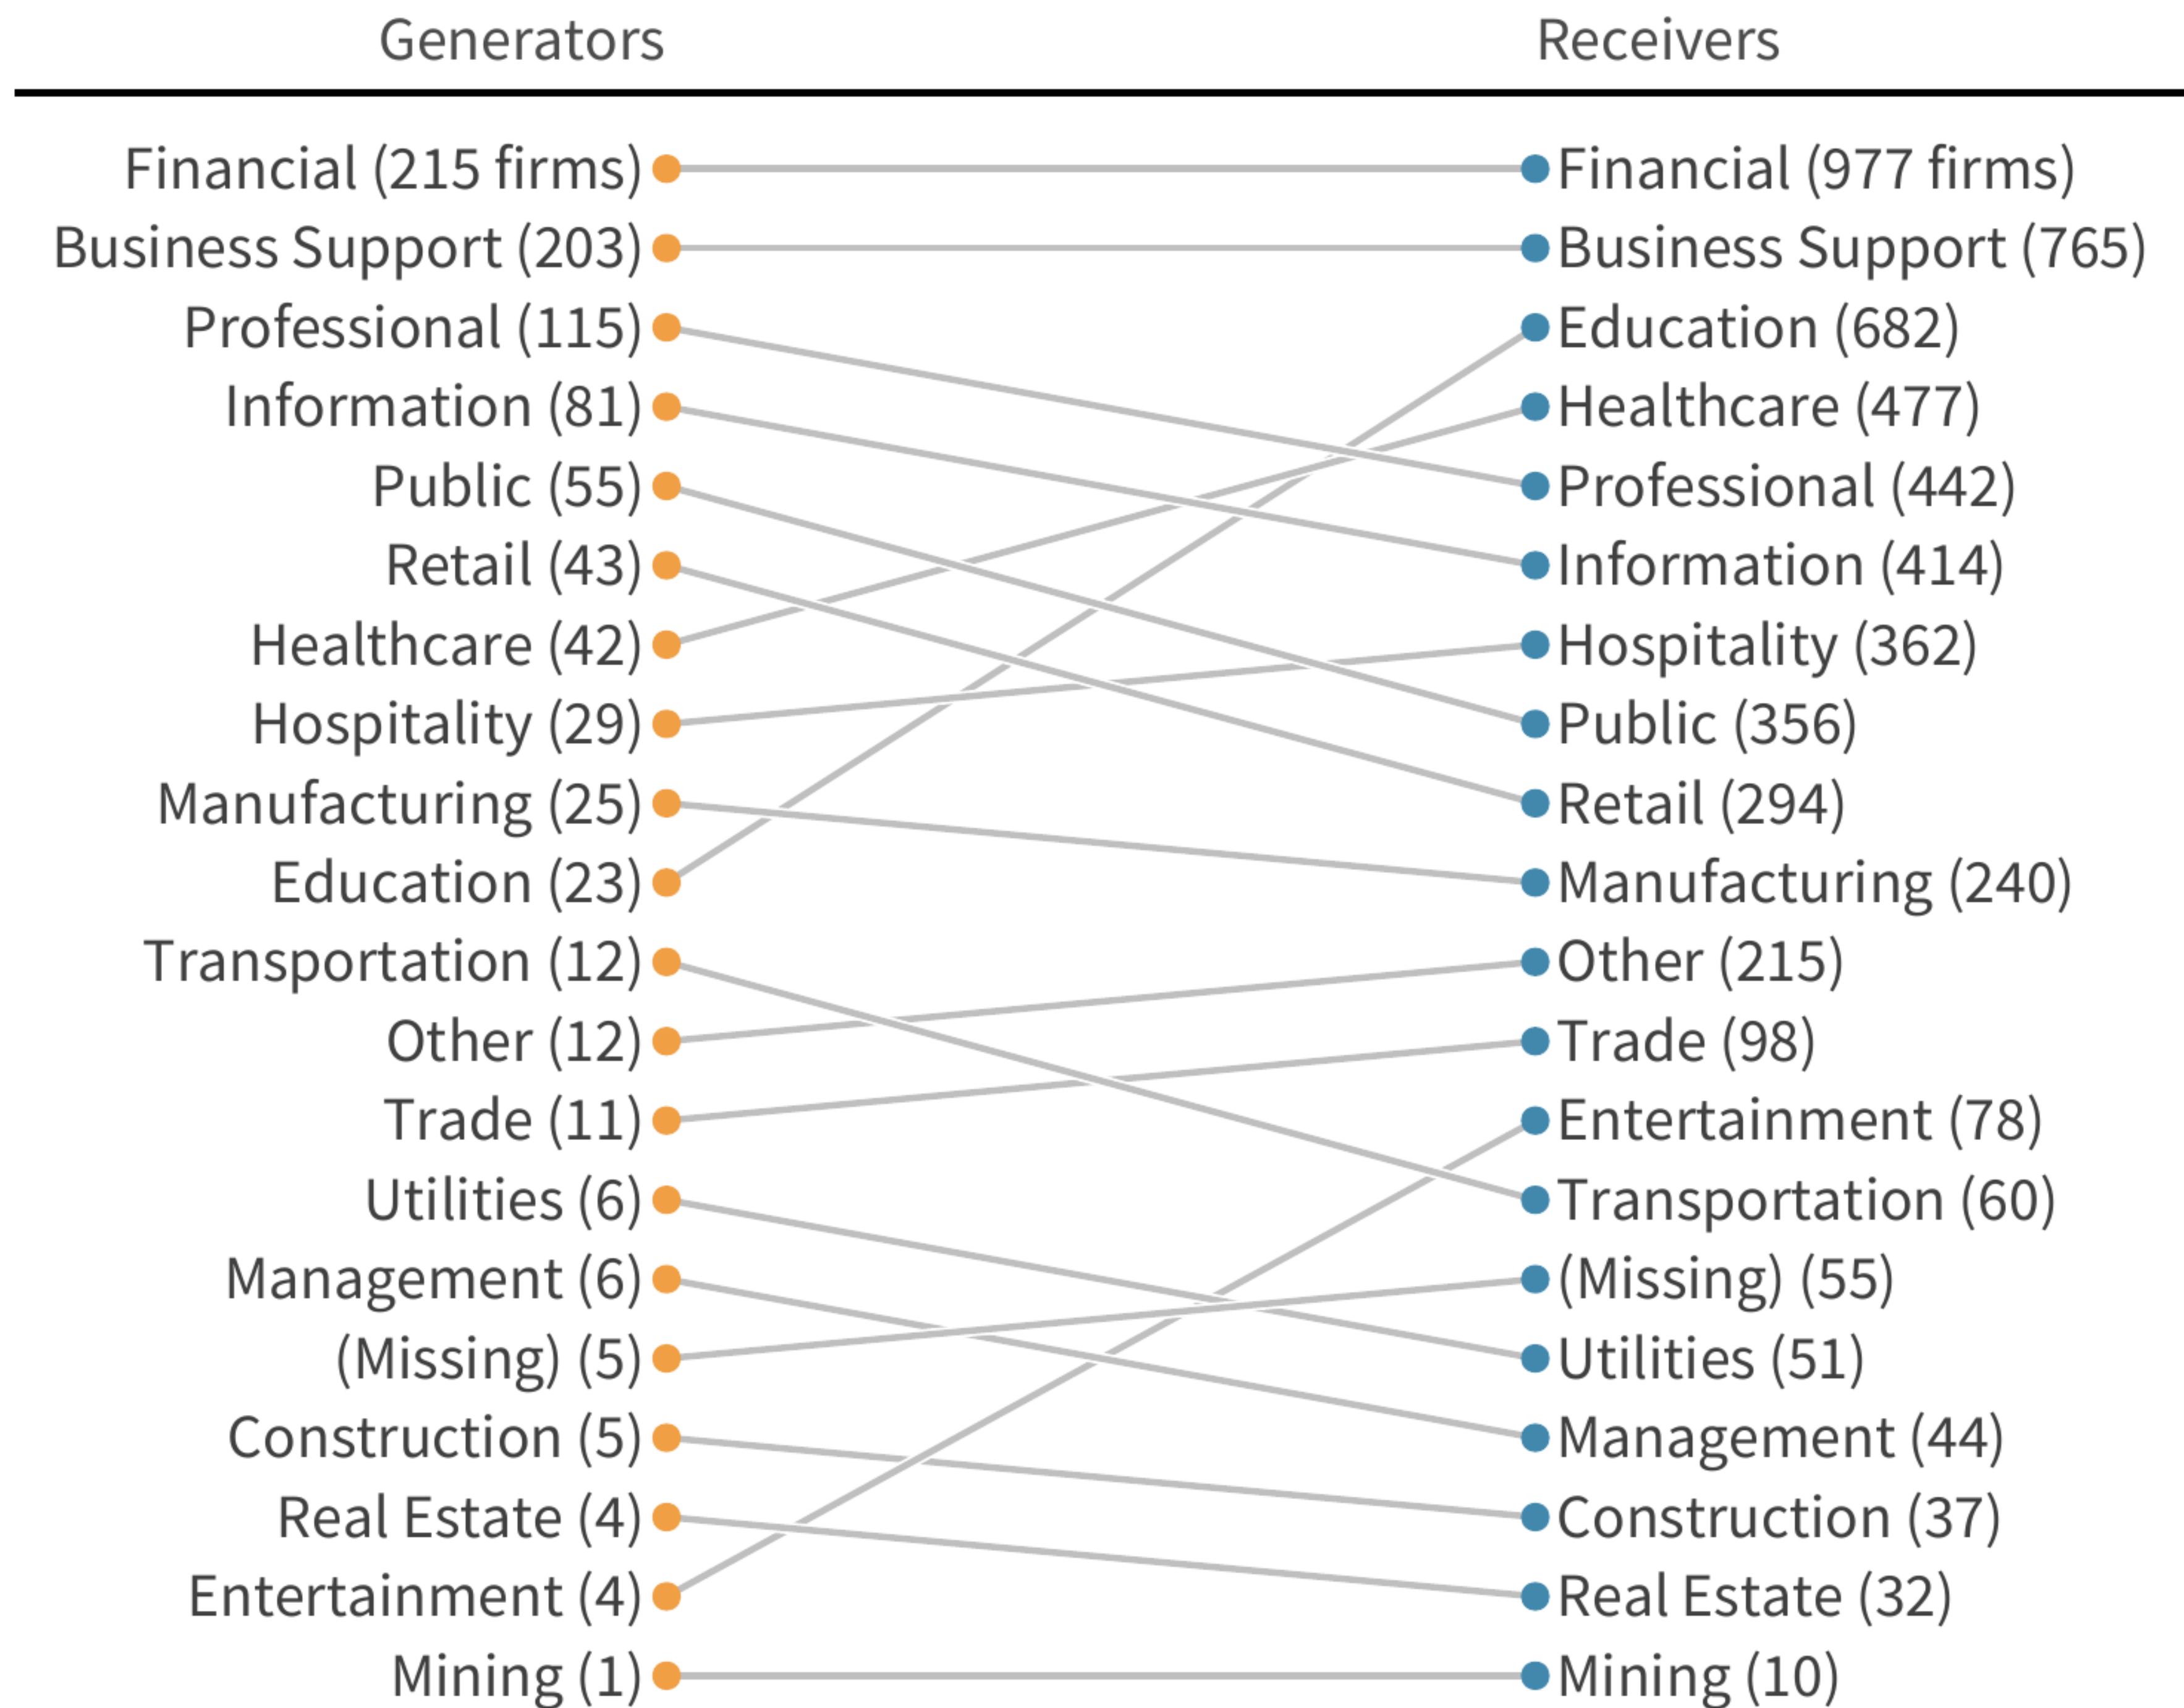 Generators Receivers
Financial (215 firms) Financial (977 firms)
Business Support (203) Business Support (765)
Professional (115) Education (682)
Information (81) Healthcare (477)
Public (55) Professional (442)
Retail (43) Information (414)
Healthcare (42) Hospitality (362)
Hospitality (29) Public (356)
Manufacturing (25) Retail (294)
Education (23) Manufacturing (240)
Transportation (12) Other (215)
Other (12) Trade (98)
Trade (11) Entertainment (78)
Utilities (6) Transportation (60)
Management (6) (Missing) (55)
(Missing) (5) Utilities (51)
Construction (5) Management (44)
Real Estate (4) Construction (37)
Entertainment (4) Real Estate (32)
Mining (1) Mining (10)